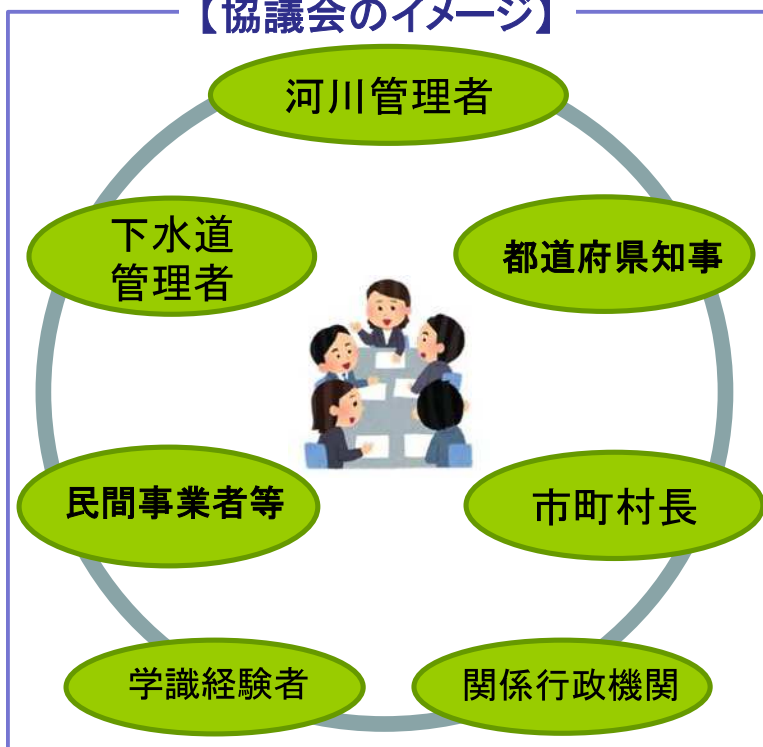 【協議会のイメージ】
河川管理者
下水道
管理者
都道府県知事
民間事業者等
市町村長
学識経験者
関係行政機関